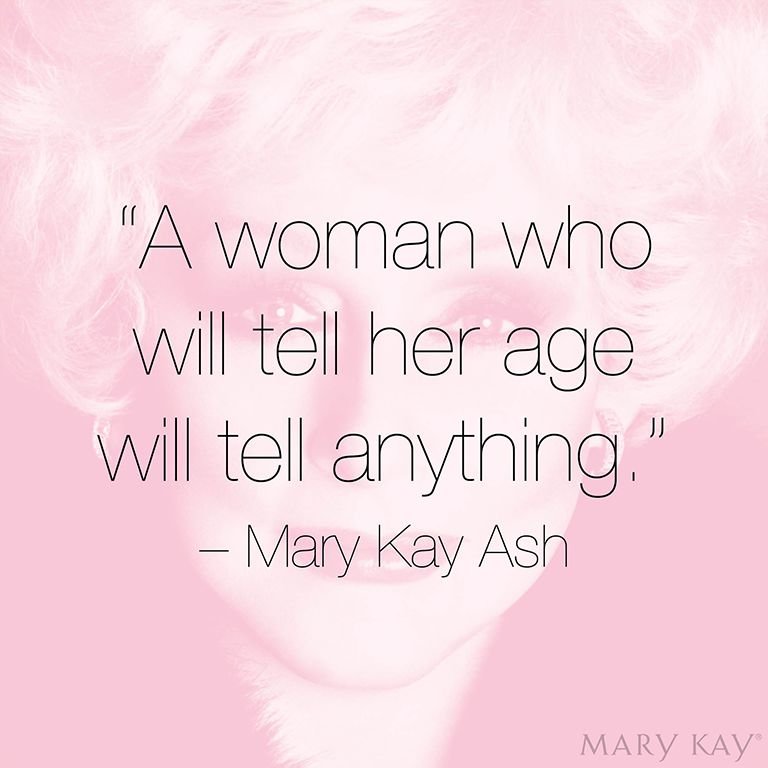 “A woman who
will tell her age
will tell anything.”
– Mary Kay Ash
MARY KAY®